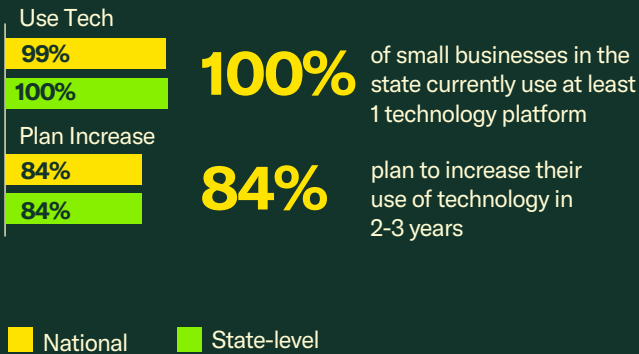 Use Tech
99%
100%
100%
of small businesses in the
state currently use at least
1 technology platform
Plan Increase
84%
84%
84%
plan to increase their
use of technology in
2-3 years
National
State-level